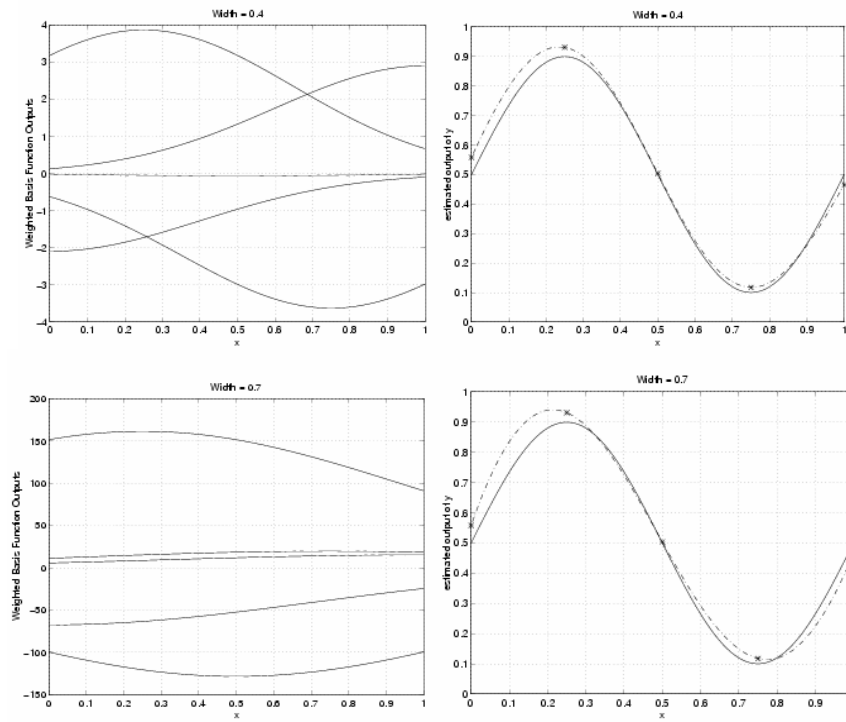 Width = 0.4
Weighted Basis Function Outputs
4
3
2
1
0
−1
−2
−3
−4
0 0.1 0.2 0.3 0.4 0.5 0.6 0.7 0.8 0.9 1
x
Width = 0.4
estimated output of y
1
0.9
0.8
0.7
0.6
0.5
0.4
0.3
0.2
0.1
0
0 0.1 0.2 0.3 0.4 0.5 0.6 0.7 0.8 0.9 1
x
Width = 0.7
Weighted Basis Function Outputs
200
150
100
50
0
−50
−100
−150
0 0.1 0.2 0.3 0.4 0.5 0.6 0.7 0.8 0.9 1
x
Width = 0.7
estimated output of y
1
0.9
0.8
0.7
0.6
0.5
0.4
0.3
0.2
0.1
0
0 0.1 0.2 0.3 0.4 0.5 0.6 0.7 0.8 0.9
x